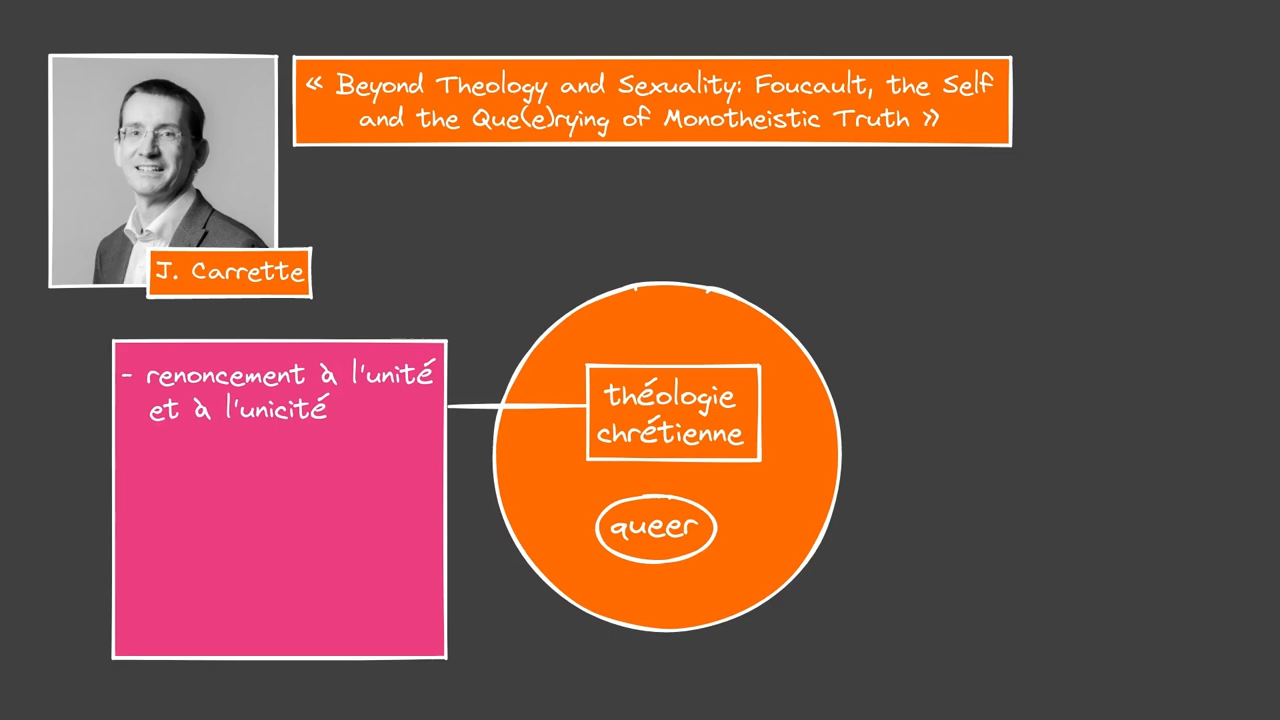 « Beyond Theology and Sexuality: Foucault, the Self
and the Que(e)rying of Monotheistic Truth »
J. Carrette
- renoncement à l'unité
et à l'unicité
théologie
chrétienne
queer